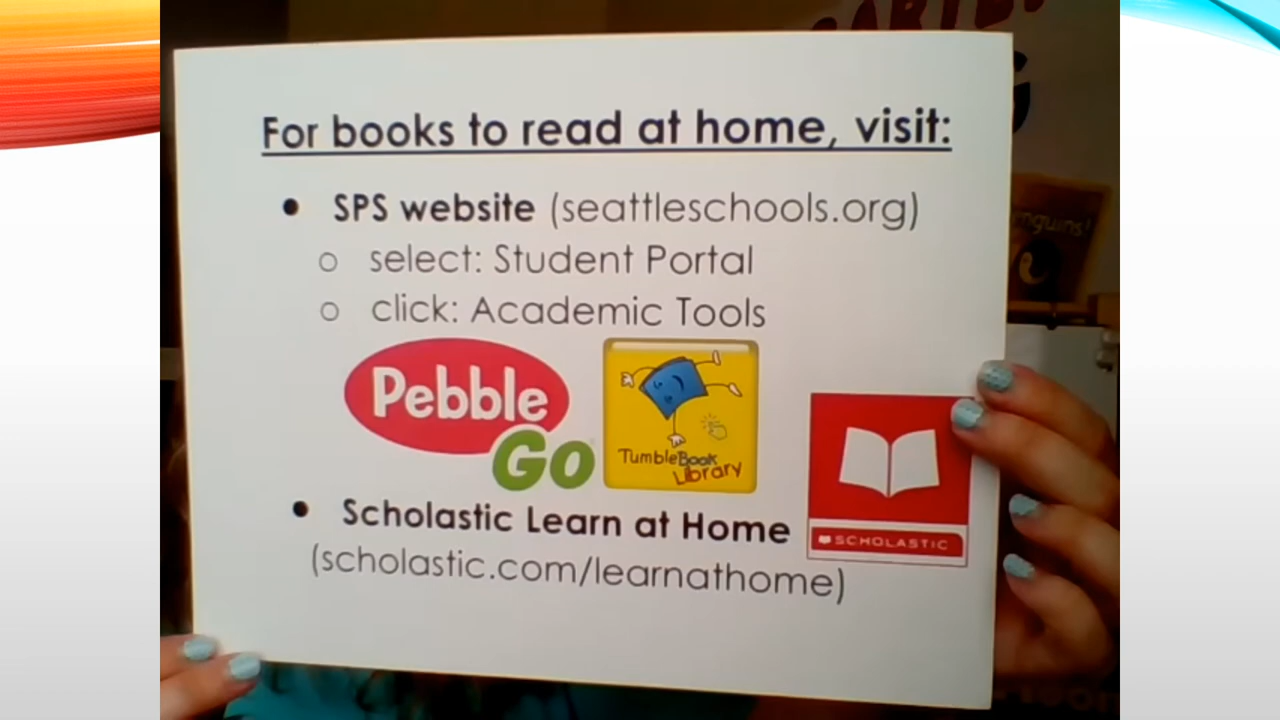 For books to read at home, visit:
• SPS website (seattleschools.org)
o select: Student Portal
o click: Academic Tools
Pebble
Go
TumbleBook
Library
• Scholastic Learn at Home
(scholastic.com/learnathome)
SCHOLASTIC